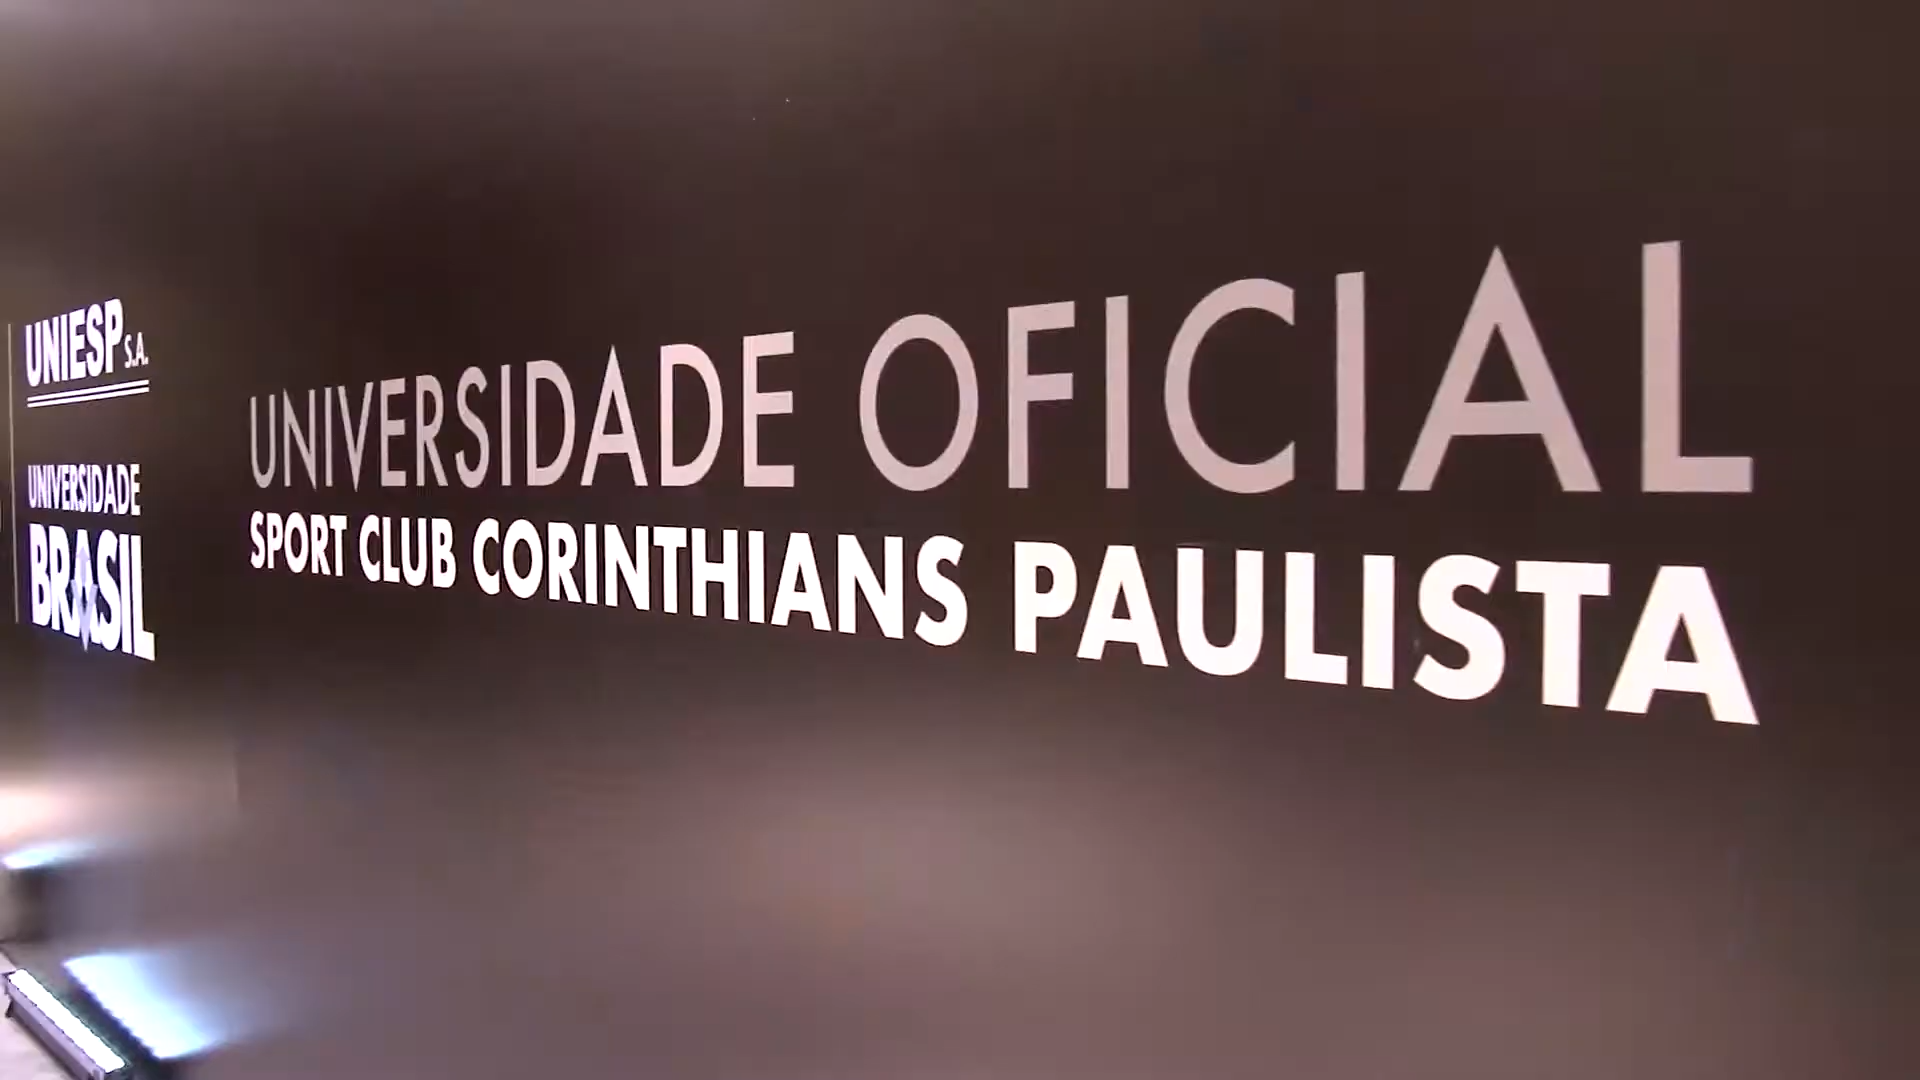 UNIESP S.A.
UNIVERSIDADE
BRASIL
UNIVERSIDADE OFICIAL
SPORT CLUB CORINTHIANS PAULISTA